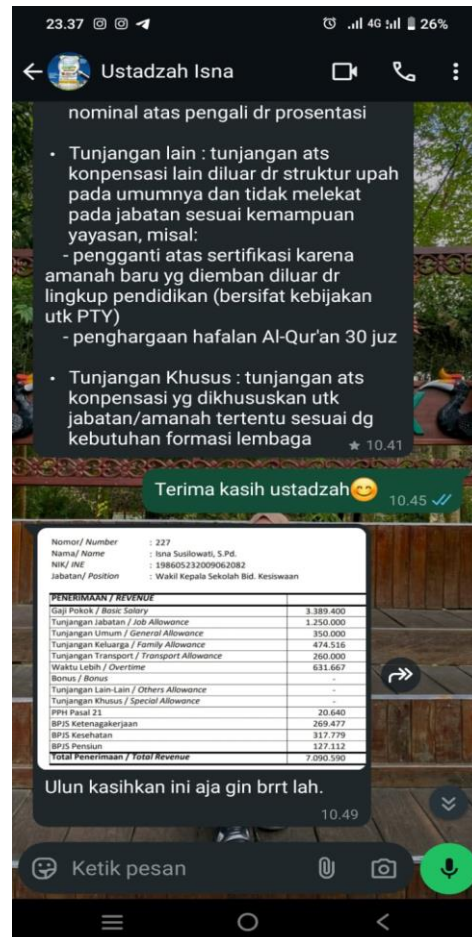 23.37 4G 26%
Ustadzah Isna
nominal atas pengali dr prosentasi
• Tunjangan lain : tunjangan ats
konpensasi lain diluar dr struktur upah
pada umumnya dan tidak melekat
pada jabatan sesuai kemampuan
yayasan, misal:
- pengganti atas sertifikasi karena
amanah baru yg diemban diluar dr
lingkup pendidikan (bersifat kebijakan
utk PTY)
- penghargaan hafalan Al-Qur'an 30 juz
• Tunjangan Khusus : tunjangan ats
konpensasi yg dikhususkan utk
jabatan/amanah tertentu sesuai dg
kebutuhan formasi lembaga
★ 10.41
Terima kasih ustadzah😊 10.45
Nomor/ Number : 227
Nama/ Name : Isna Susilowati, S.Pd.
NIK/ INE : 198605232009062082
Jabatan/ Position : Wakil Kepala Sekolah Bid. Kesiswaan
PENERIMAAN / REVENUE
Gaji Pokok / Basic Salary 3.389.400
Tunjangan Jabatan / Job Allowance 1.250.000
Tunjangan Umum / General Allowance 350.000
Tunjangan Keluarga / Family Allowance 474.516
Tunjangan Transport / Transport Allowance 260.000
Waktu Lebih / Overtime 631.667
Bonus / Bonus -
Tunjangan Lain-Lain / Others Allowance -
Tunjangan Khusus / Special Allowance -
PPH Pasal 21 20.640
BPJS Ketenagakerjaan 269.477
BPJS Kesehatan 317.779
BPJS Pensiun 127.112
Total Penerimaan / Total Revenue 7.090.590
Ulun kasihkan ini aja gin brrt lah.
10.49
Ketik pesan